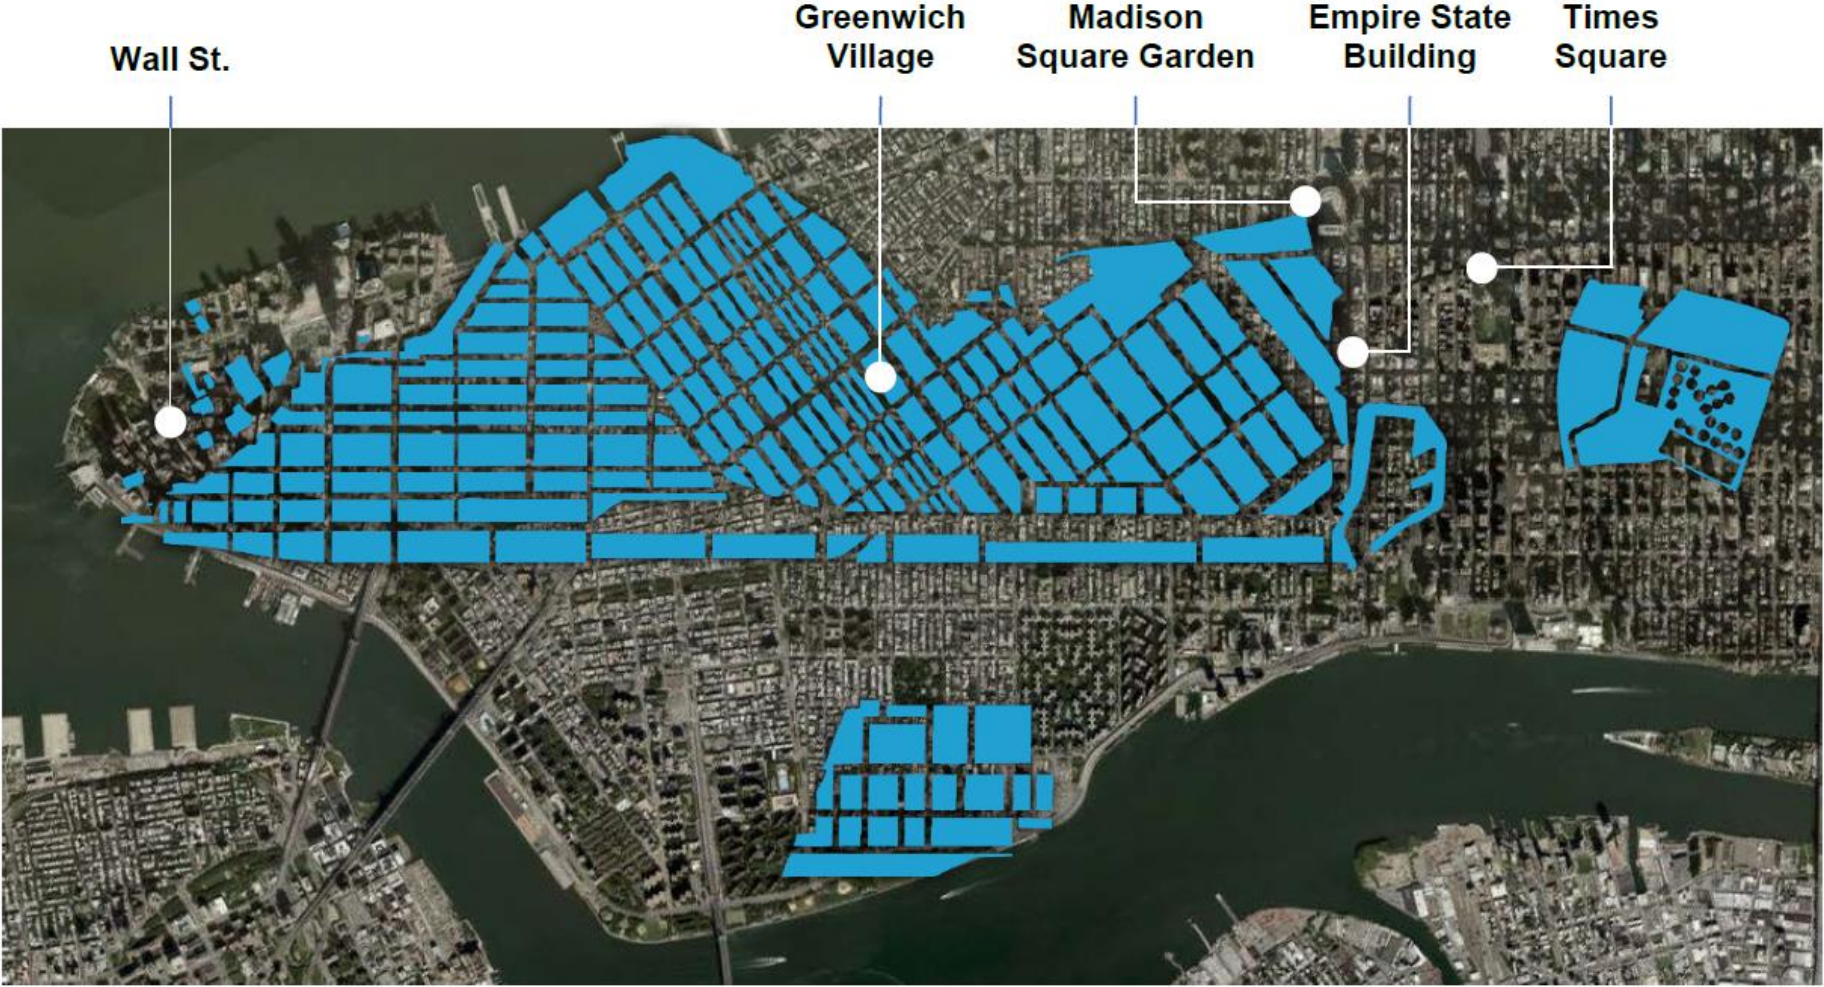 Wall St.
Greenwich
Village
Madison
Square Garden
Empire State
Building
Times
Square